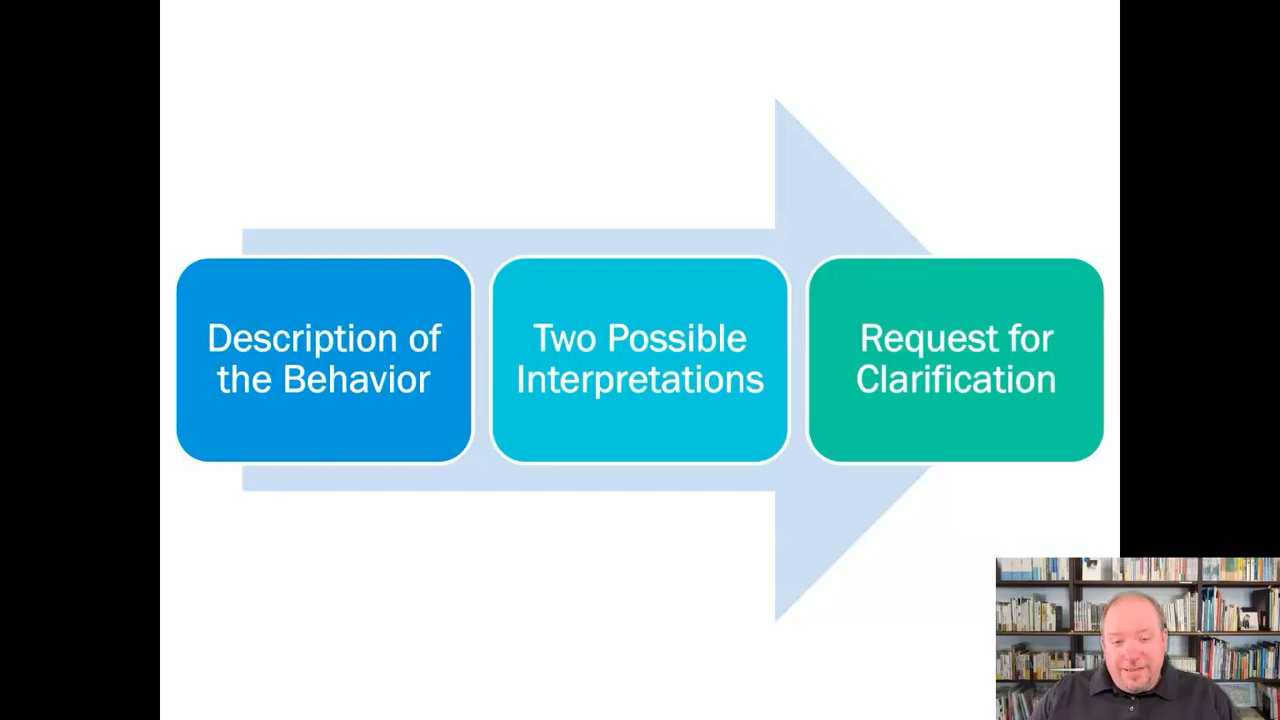 Description of
the Behavior
Two Possible
Interpretations
Request for
Clarification